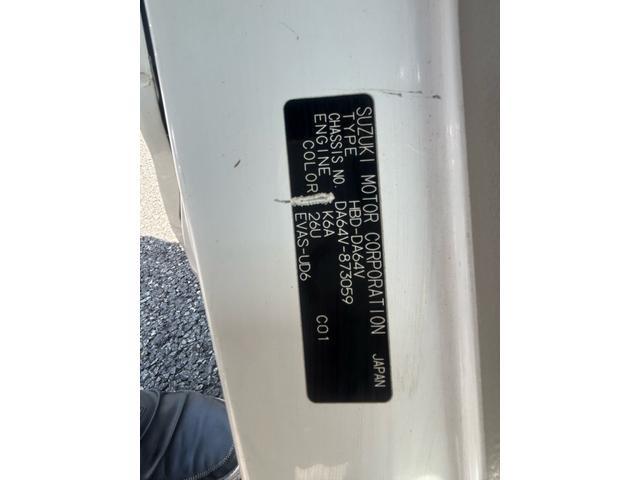 SUZUKI MOTOR CORPORATION JAPAN
TYPE HBD-DA64V
CHASSIS NO. DA64V-873059
ENGINE K6A
COLOR 26U C01
EVAS-UD6